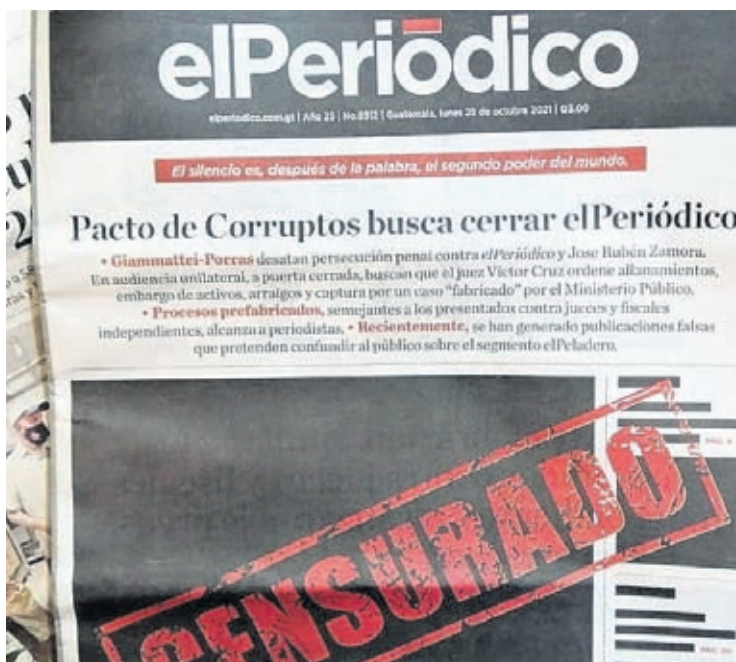 elPeriódico
elperiodico.com.gt | Año 25 | No.8913 | Guatemala, lunes 25 de octubre 2021 | Q3.00
El silencio es, después de la palabra, el segundo poder del mundo.
Pacto de Corruptos busca cerrar elPeriódico
• Giammattei-Porras desatan persecución penal contra elPeriódico y Jose Rubén Zamora.
En audiencia unilateral, a puerta cerrada, buscan que el juez Víctor Cruz ordene allanamientos,
embargo de activos, arraigos y captura por un caso "fabricado" por el Ministerio Público.
• Procesos prefabricados, semejantes a los presentados contra jueces y fiscales
independientes, alcanza a periodistas. • Recientemente, se han generado publicaciones falsas
que pretenden confundir al público sobre el segmento elPeladero.
CENSURADO